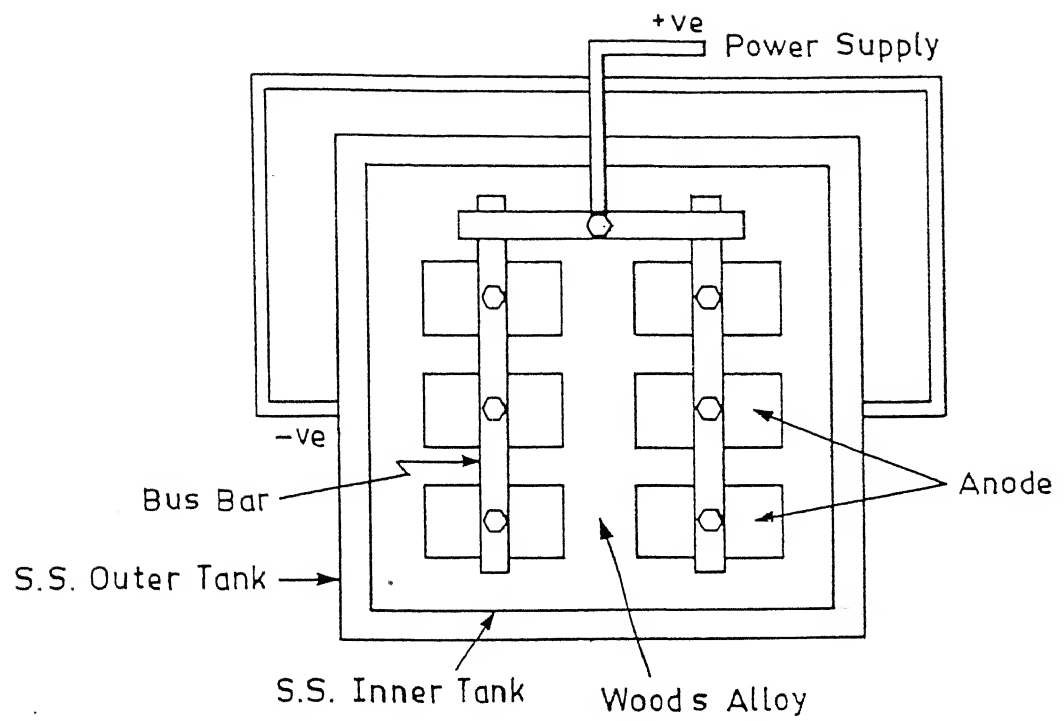 +ve
Power Supply
-ve
Bus Bar
Anode
S.S. Outer Tank
S.S. Inner Tank
Woods Alloy